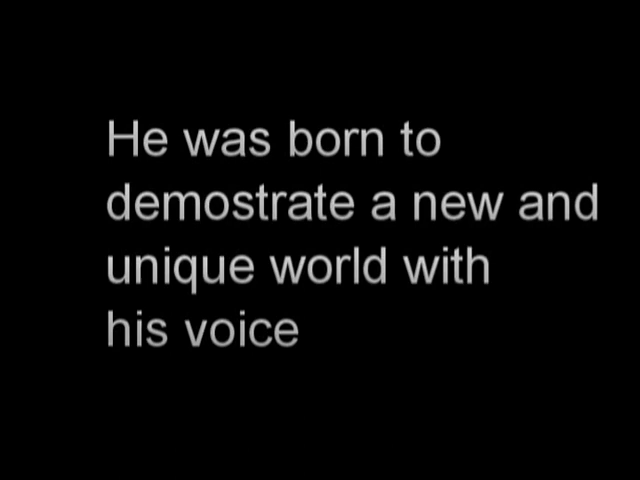 He was born to
demostrate a new and
unique world with
his voice